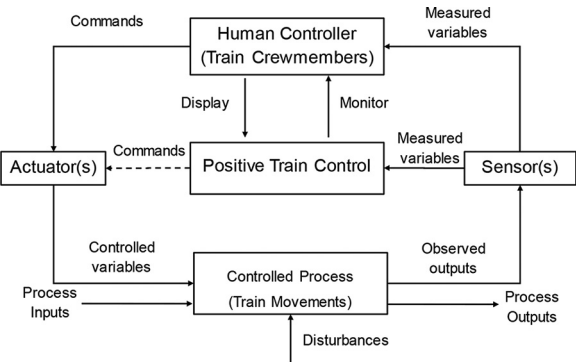 Commands
Human Controller
(Train Crewmembers)
Measured
variables
Display
Monitor
Actuator(s)
Commands
Positive Train Control
Measured
variables
Sensor(s)
Controlled
variables
Observed
outputs
Process
Inputs
Controlled Process
(Train Movements)
Process
Outputs
Disturbances